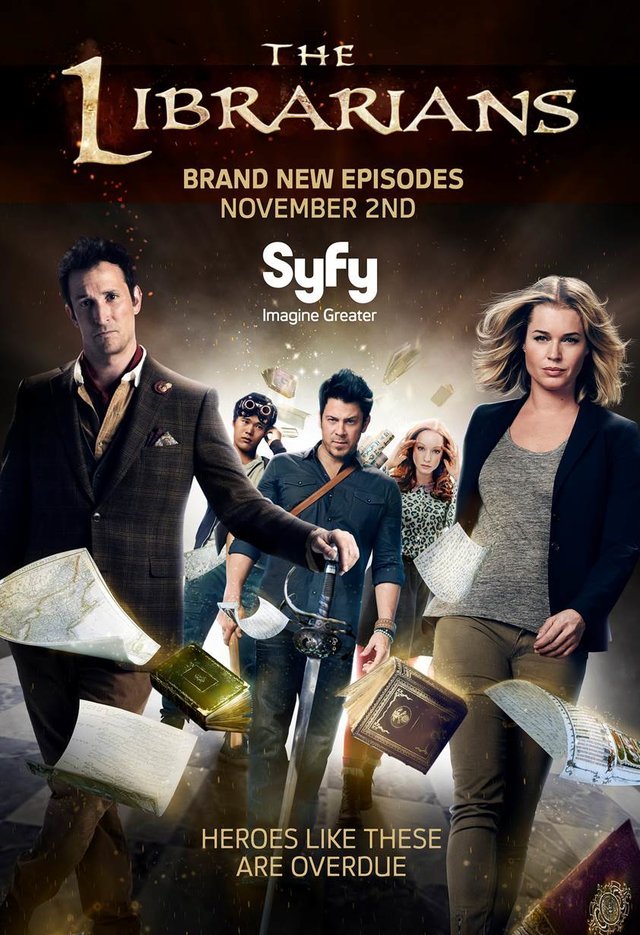 THE
LIBRARIANS
BRAND NEW EPISODES
NOVEMBER 2ND
Syfy
Imagine Greater
HEROES LIKE THESE
ARE OVERDUE